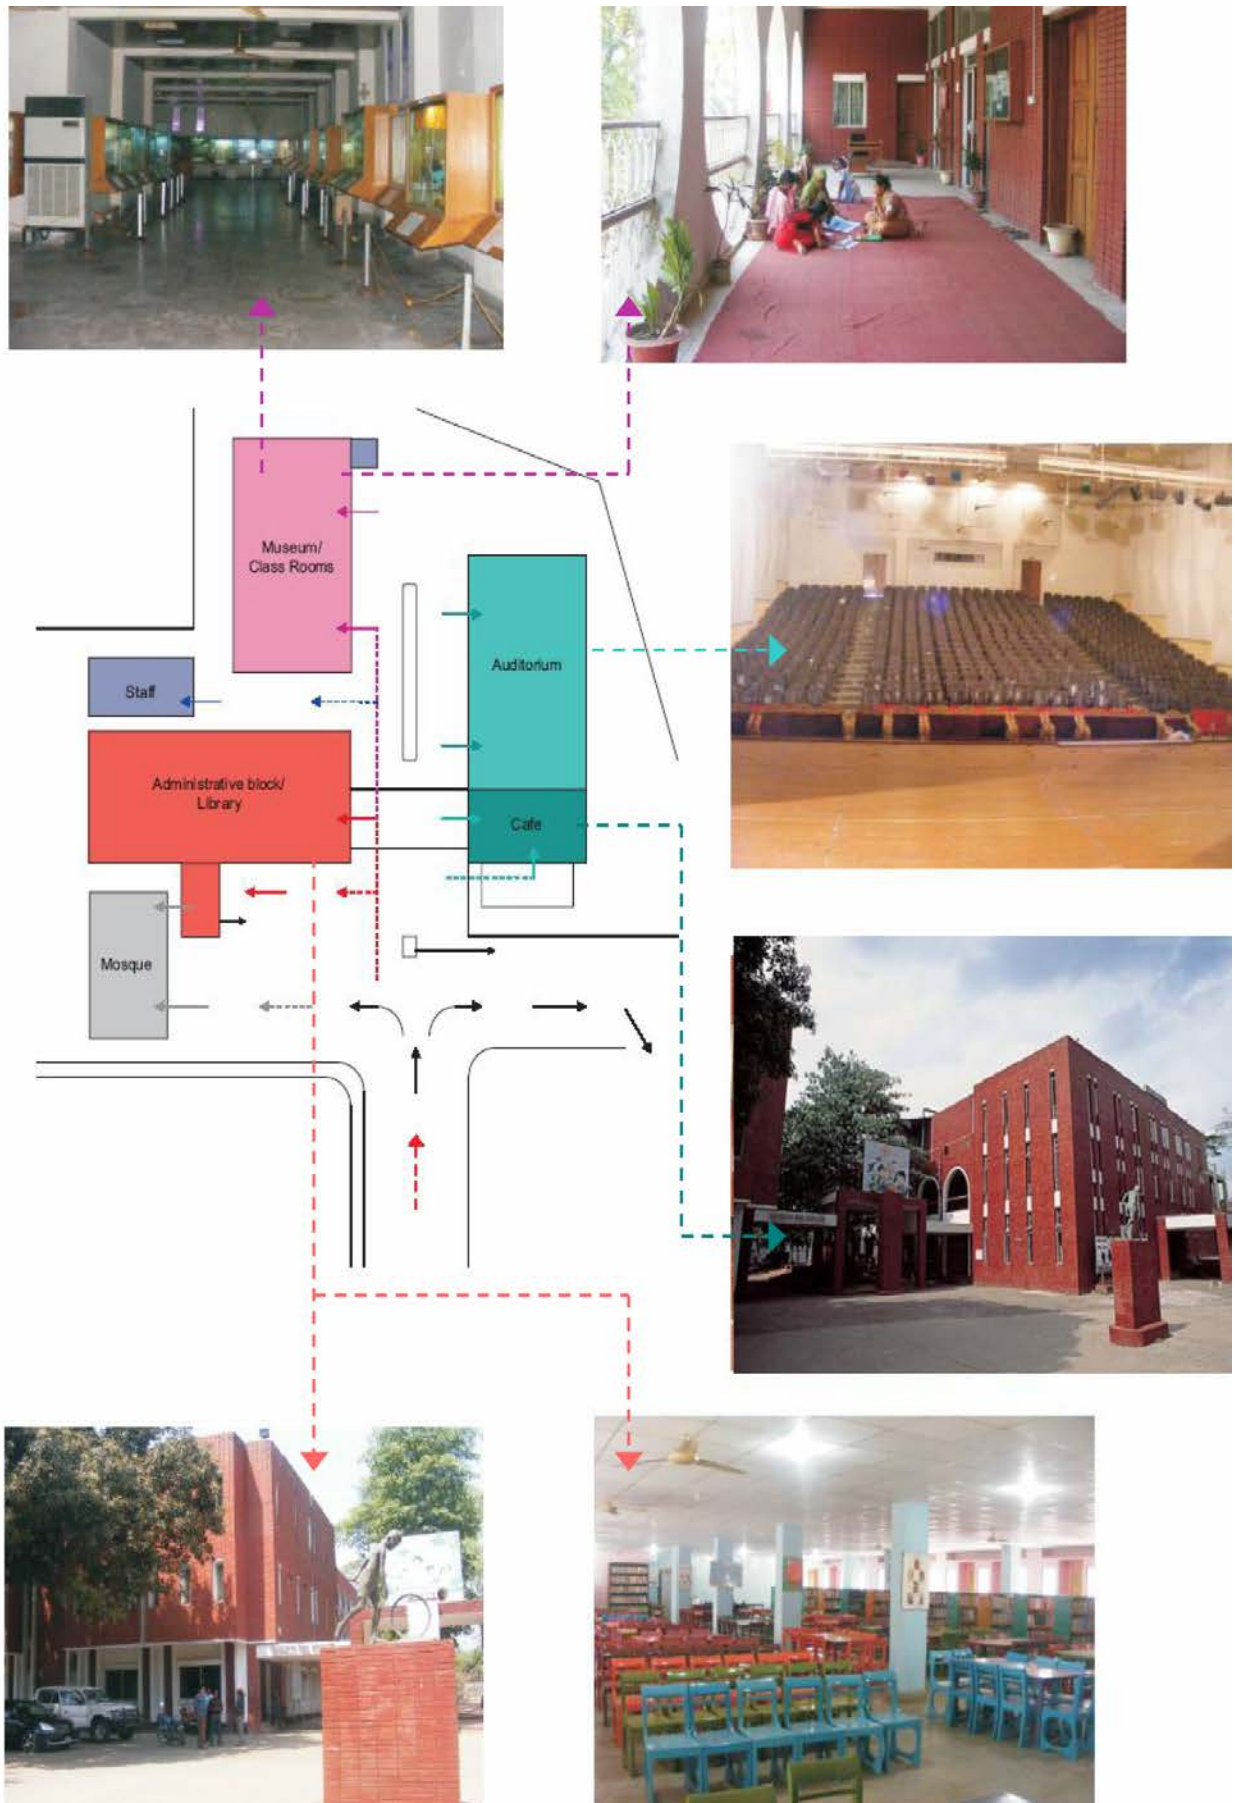 Museum/
Class Rooms
Auditorium
Staff
Administrative block/
Library
Cafe
Mosque